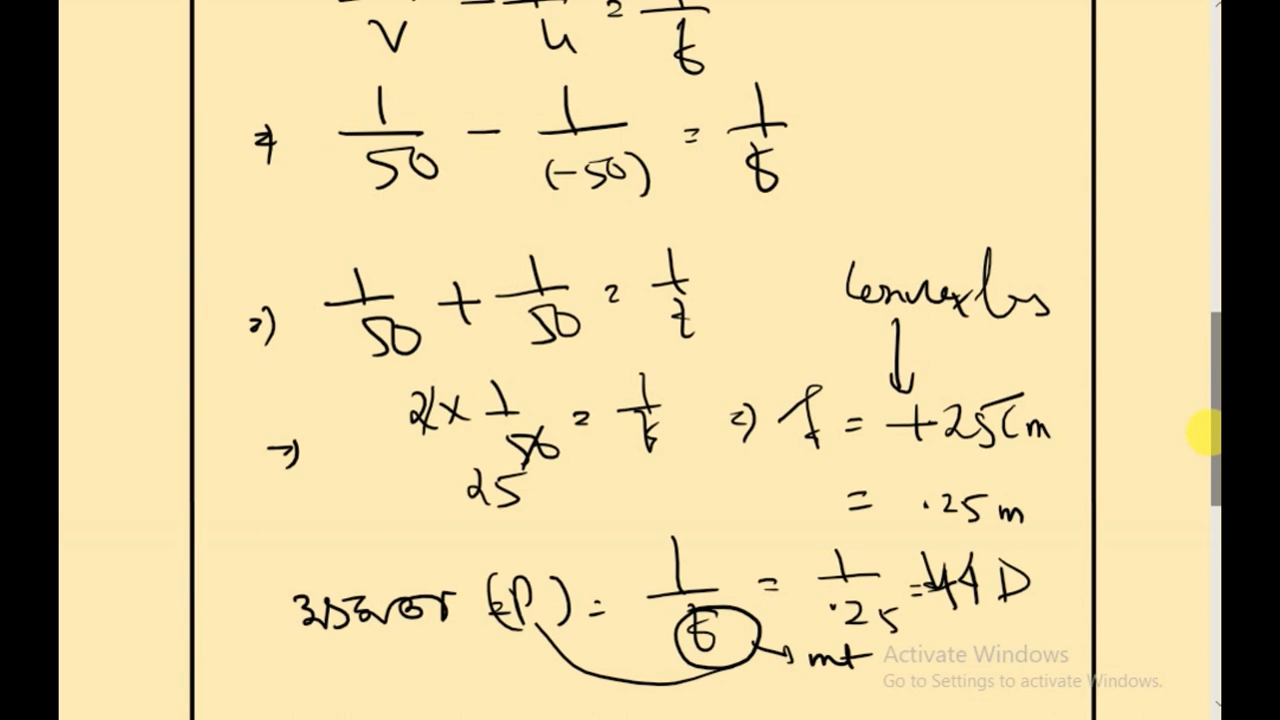 1/v - 1/u = 1/f
⇒ 1/50 - 1/(-50) = 1/f
⇒ 1/50 + 1/50 = 1/f
convex lens
↓
⇒ 2 × 1/50 = 1/f ⇒ f = +25 cm
25
= .25 m
(P) = 1/f = 1/.25 = +4 D
→ mt
Activate Windows
Go to Settings to activate Windows.